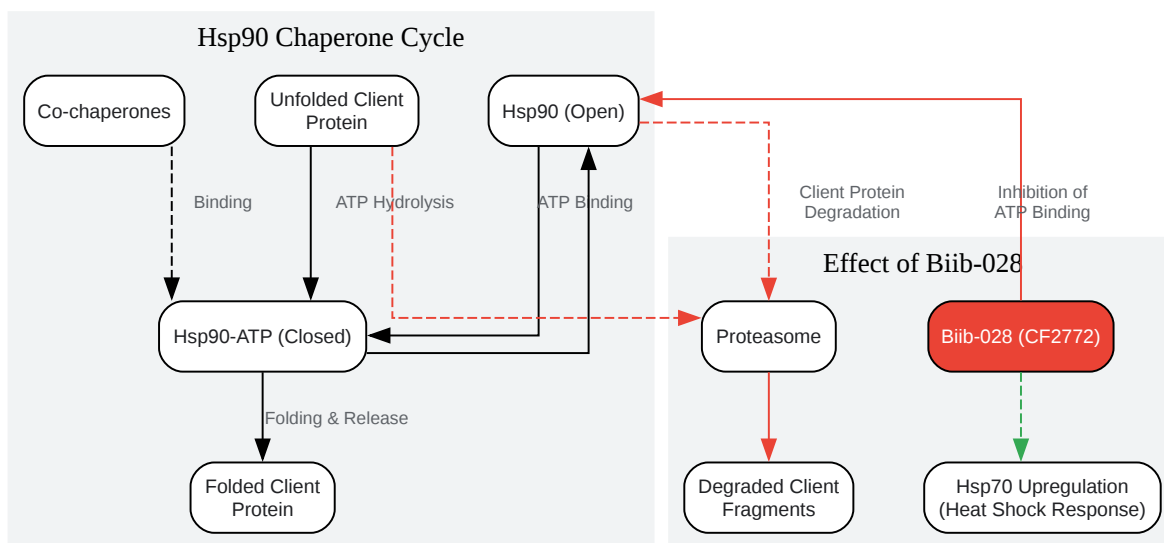 Hsp90 Chaperone Cycle
Co-chaperones
Unfolded Client
Protein
Hsp90 (Open)
Binding
ATP Hydrolysis
ATP Binding
Client Protein
Degradation
Inhibition of
ATP Binding
Effect of Biib-028
Hsp90-ATP (Closed)
Proteasome
Biib-028 (CF2772)
Folding & Release
Folded Client
Protein
Degraded Client
Fragments
Hsp70 Upregulation
(Heat Shock Response)